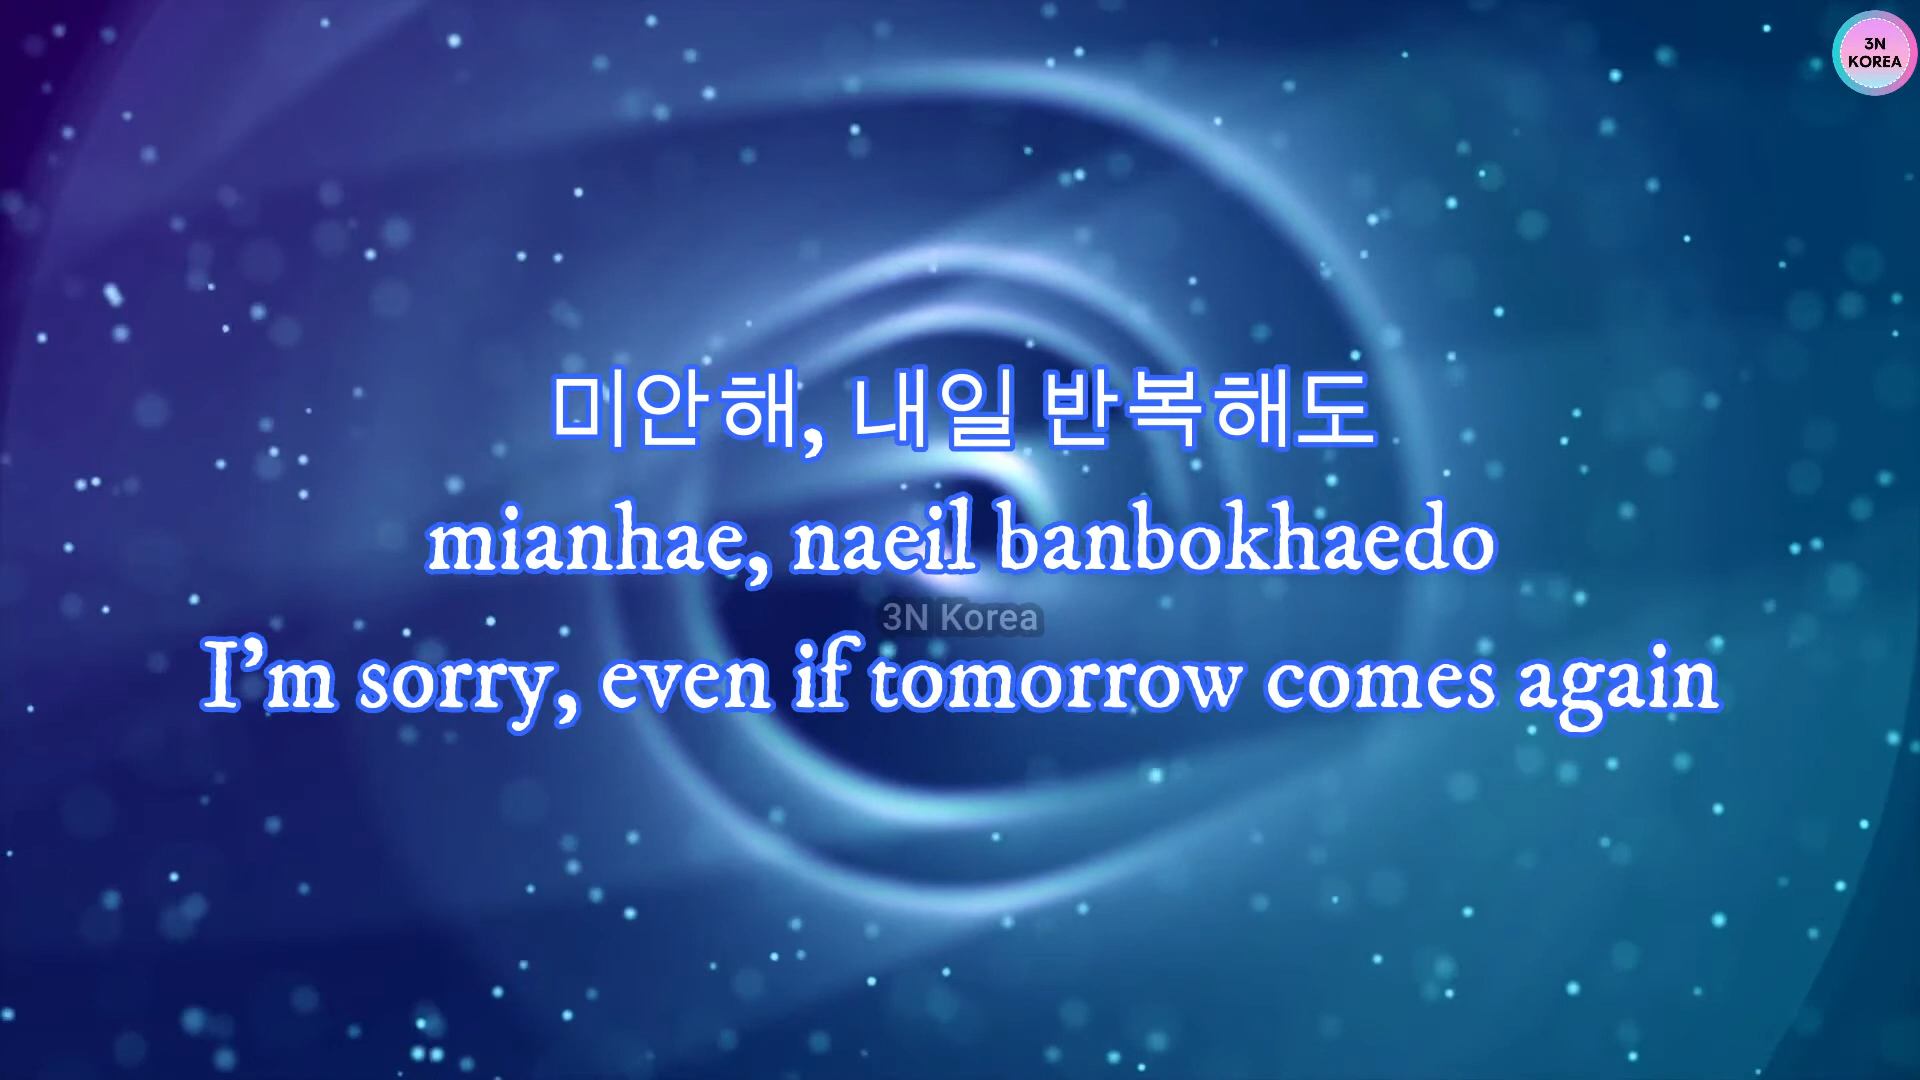 3N
KOREA
미안해, 내일 반복해도
mianhae, naeil banbokhaedo
3N Korea
I'm sorry, even if tomorrow comes again